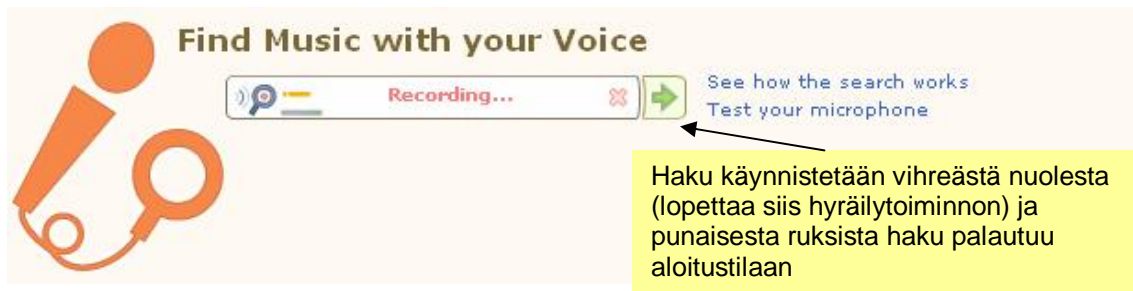 Find Music with your Voice
Recording...
See how the search works
Test your microphone
Haku käynnistetään vihreästä nuolesta
(lopettaa siis hyräilytoiminnon) ja
punaisesta ruksista haku palautuu
aloitustilaan